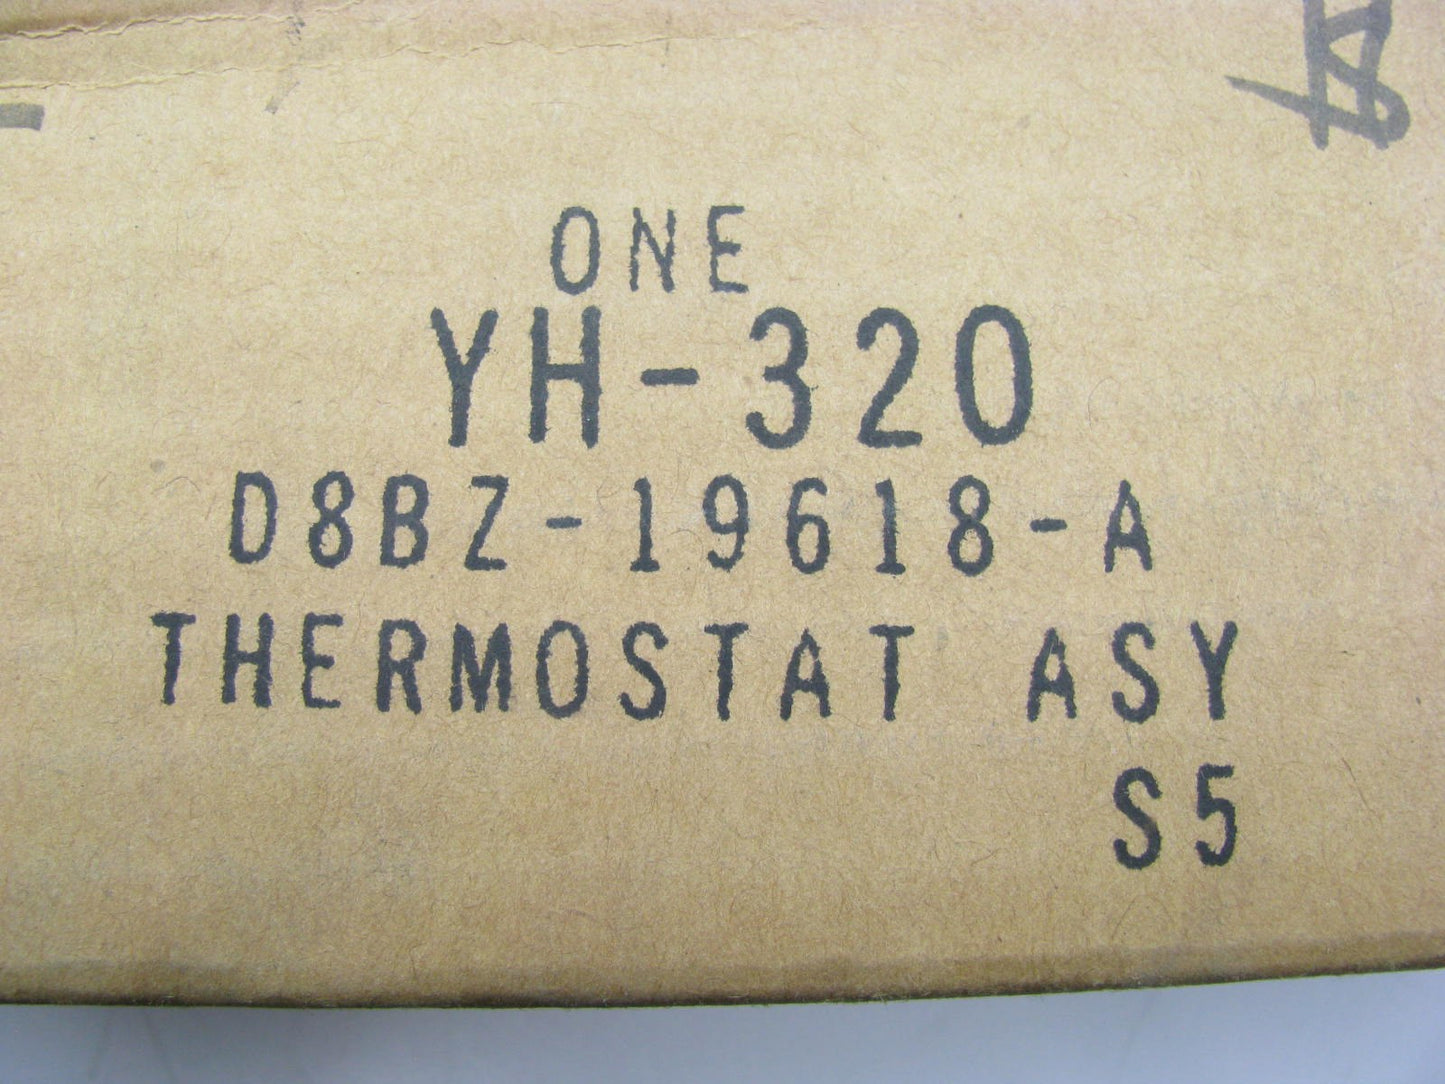 ONE
YH-320
D8BZ-19618-A
THERMOSTAT ASY
S5